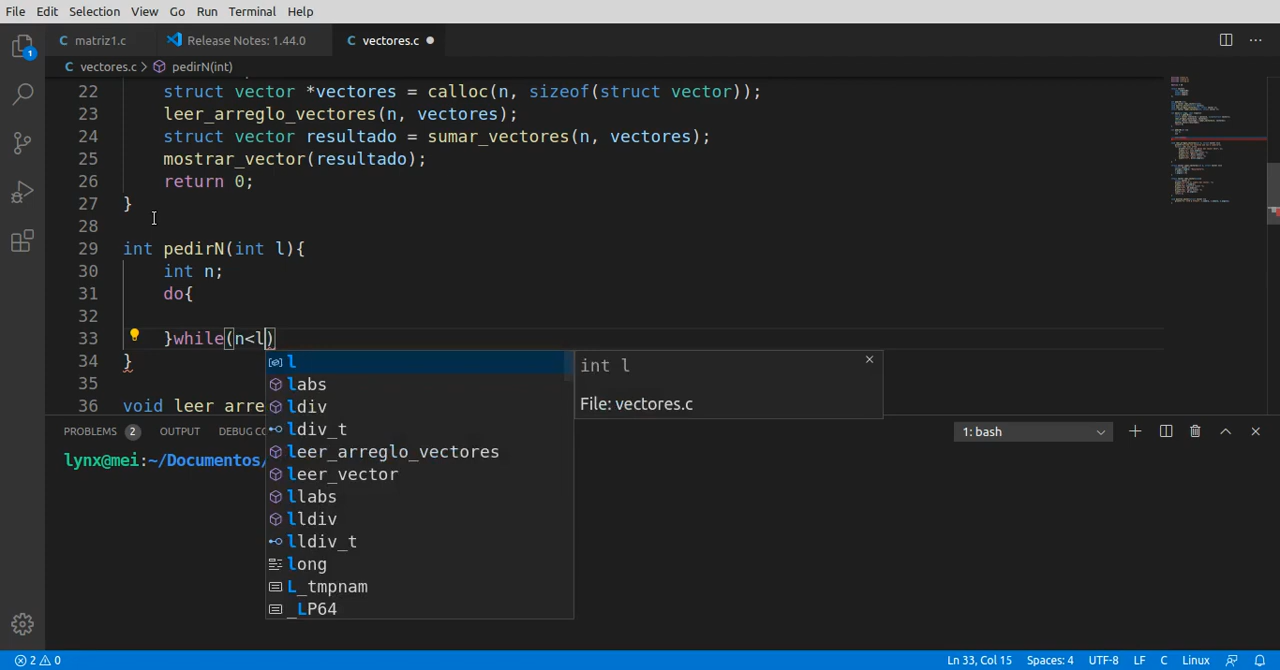 File Edit Selection View Go Run Terminal Help
1
matriz1.c Release Notes: 1.44.0 vectores.c
vectores.c > pedirN(int)
22 struct vector *vectores = calloc(n, sizeof(struct vector));
23 leer_arreglo_vectores(n, vectores);
24 struct vector resultado = sumar_vectores(n, vectores);
25 mostrar_vector(resultado);
26 return 0;
27 }
28
29 int pedirN(int l){
30 int n;
31 do{
32
33 }while(n<l)
34 }
35
36 void leer arre
l
labs
ldiv
ldiv_t
leer_arreglo_vectores
leer_vector
llabs
lldiv
lldiv_t
long
L_tmpnam
_LP64
int l
File: vectores.c
PROBLEMS 2 OUTPUT DEBUG CO 1: bash
lynx@mei:~/Documentos/
2 0 Ln 33, Col 15 Spaces: 4 UTF-8 LF C Linux